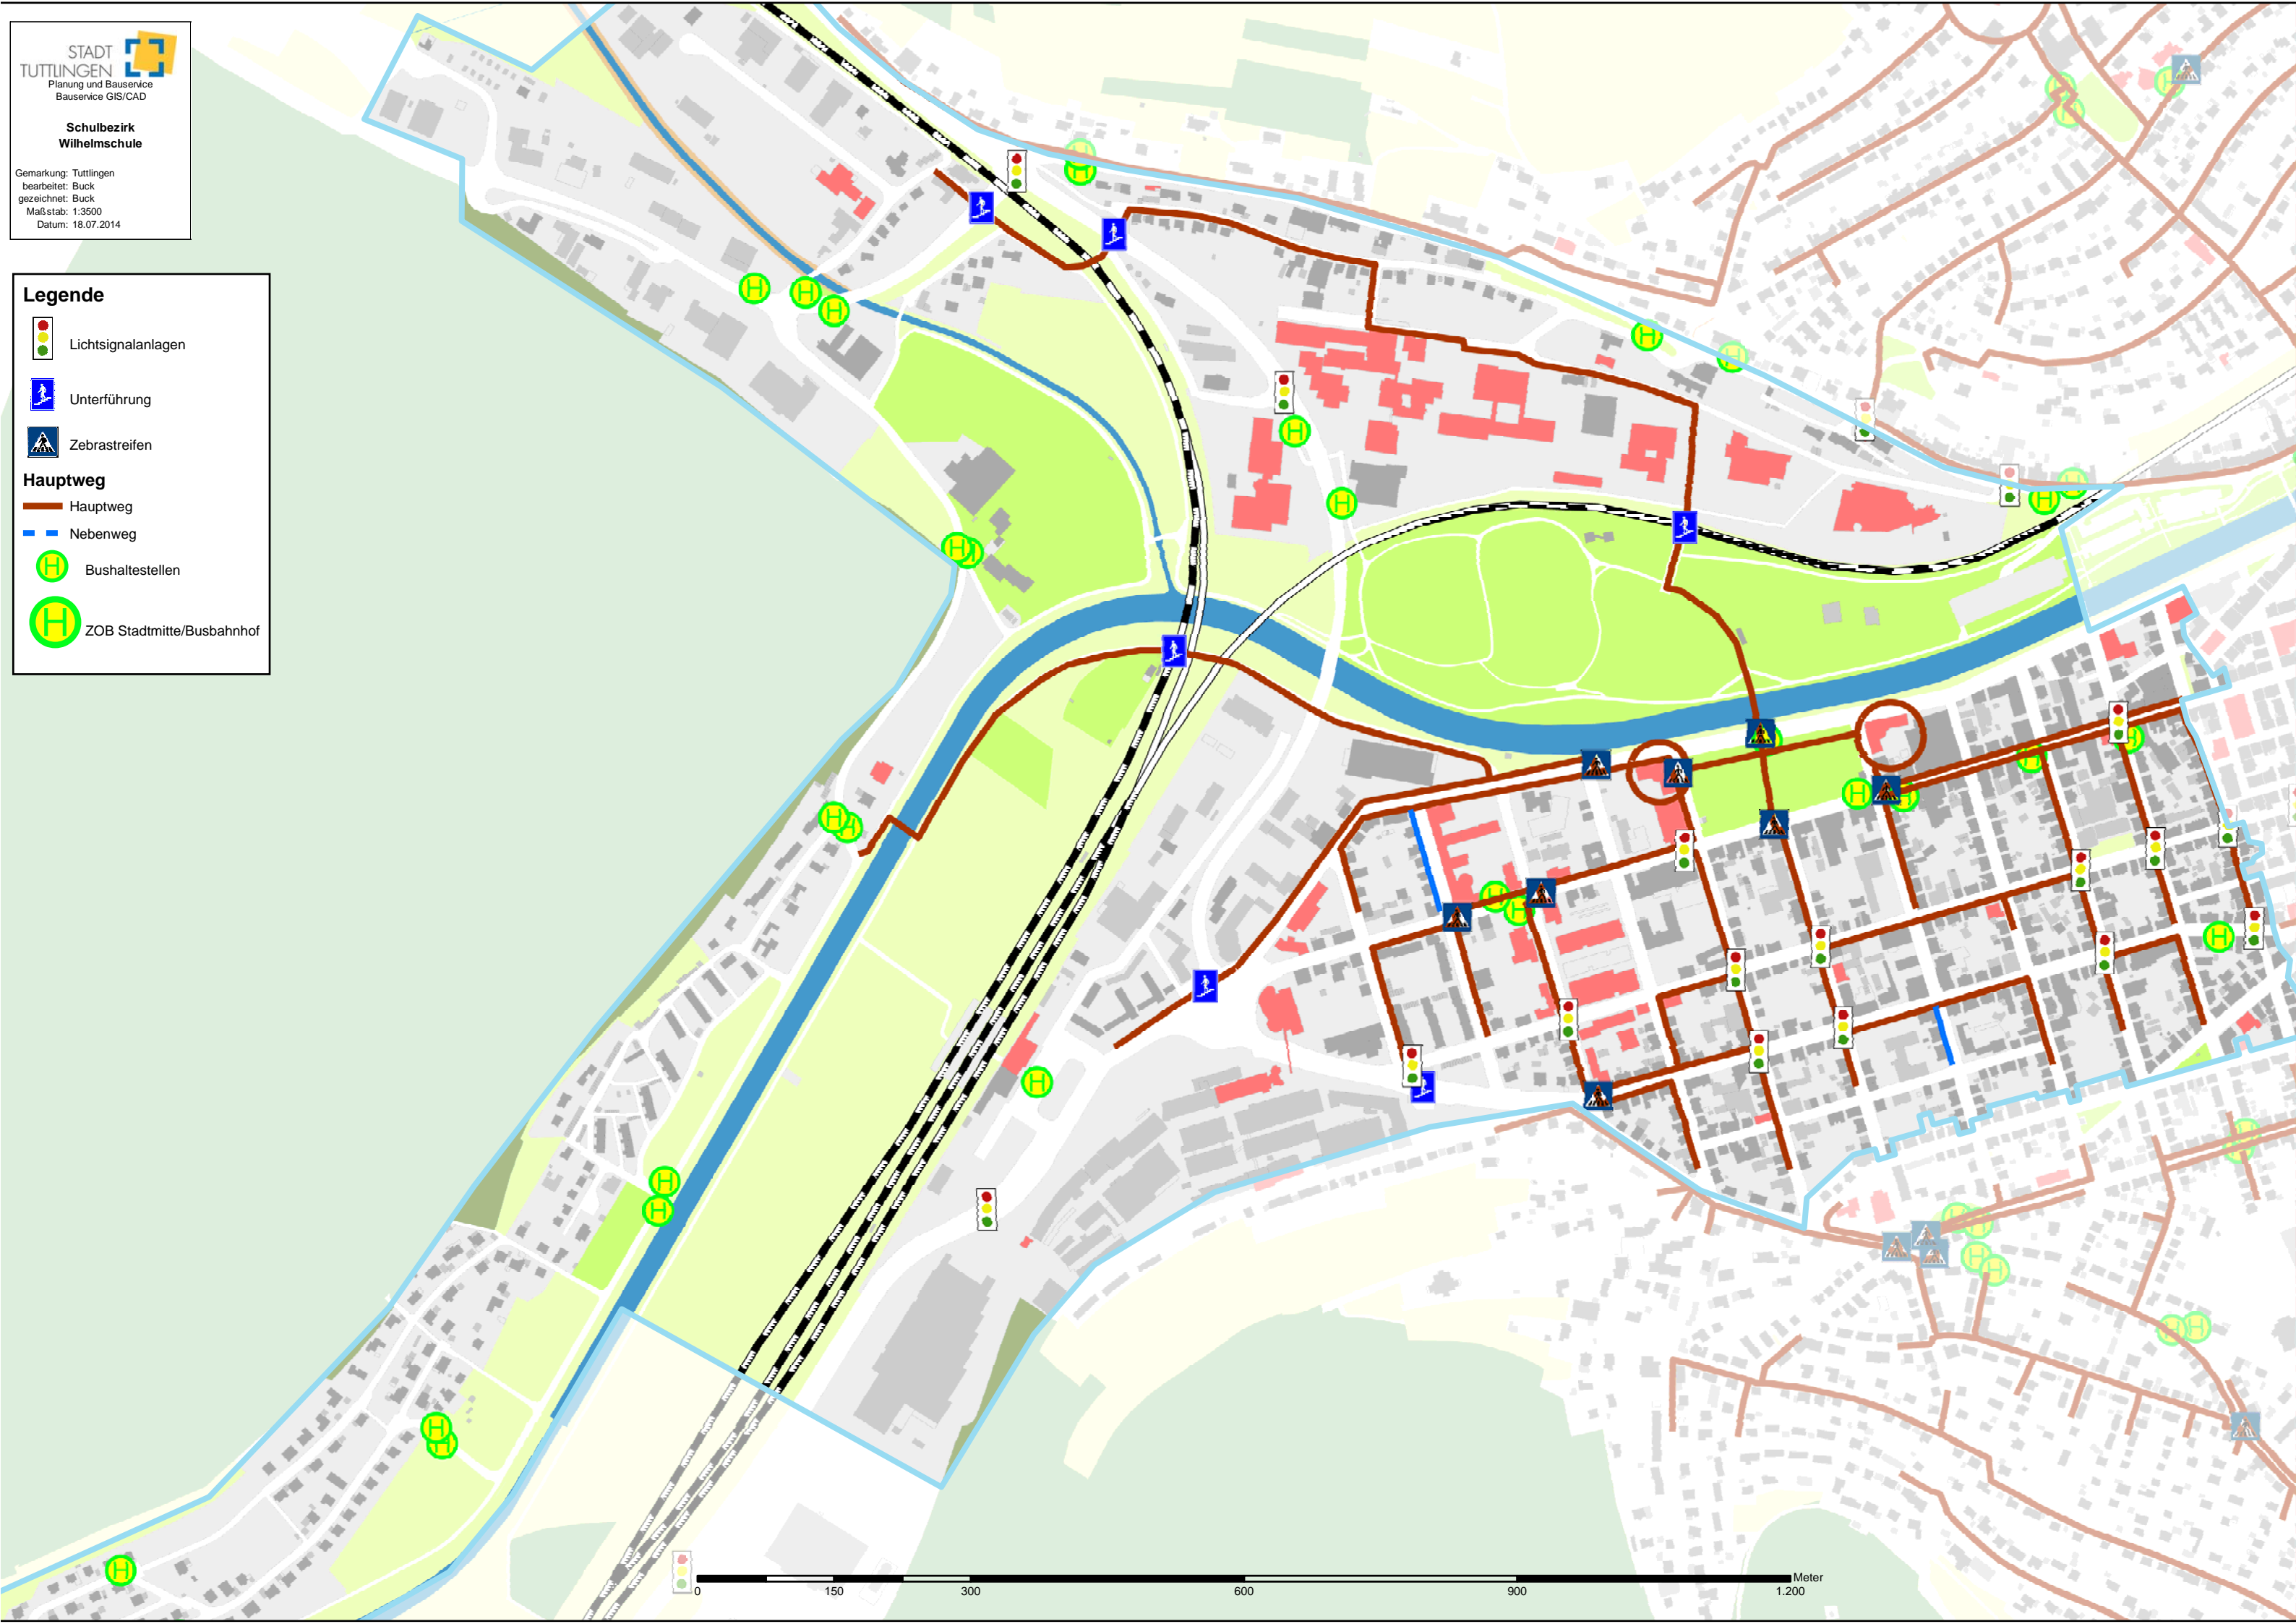 STADT
TUTTLINGEN
Planung und Bauservice
Bauservice GIS/CAD
Schulbezirk
Wilhelmschule
Gemarkung: Tuttlingen
bearbeitet: Buck
gezeichnet: Buck
Maßstab: 1:3500
Datum: 18.07.2014
Legende
Lichtsignalanlagen
Unterführung
Zebrastreifen
Hauptweg
Hauptweg
Nebenweg
H Bushaltestellen
H ZOB Stadtmitte/Busbahnhof
Meter
0 150 300 600 900 1.200